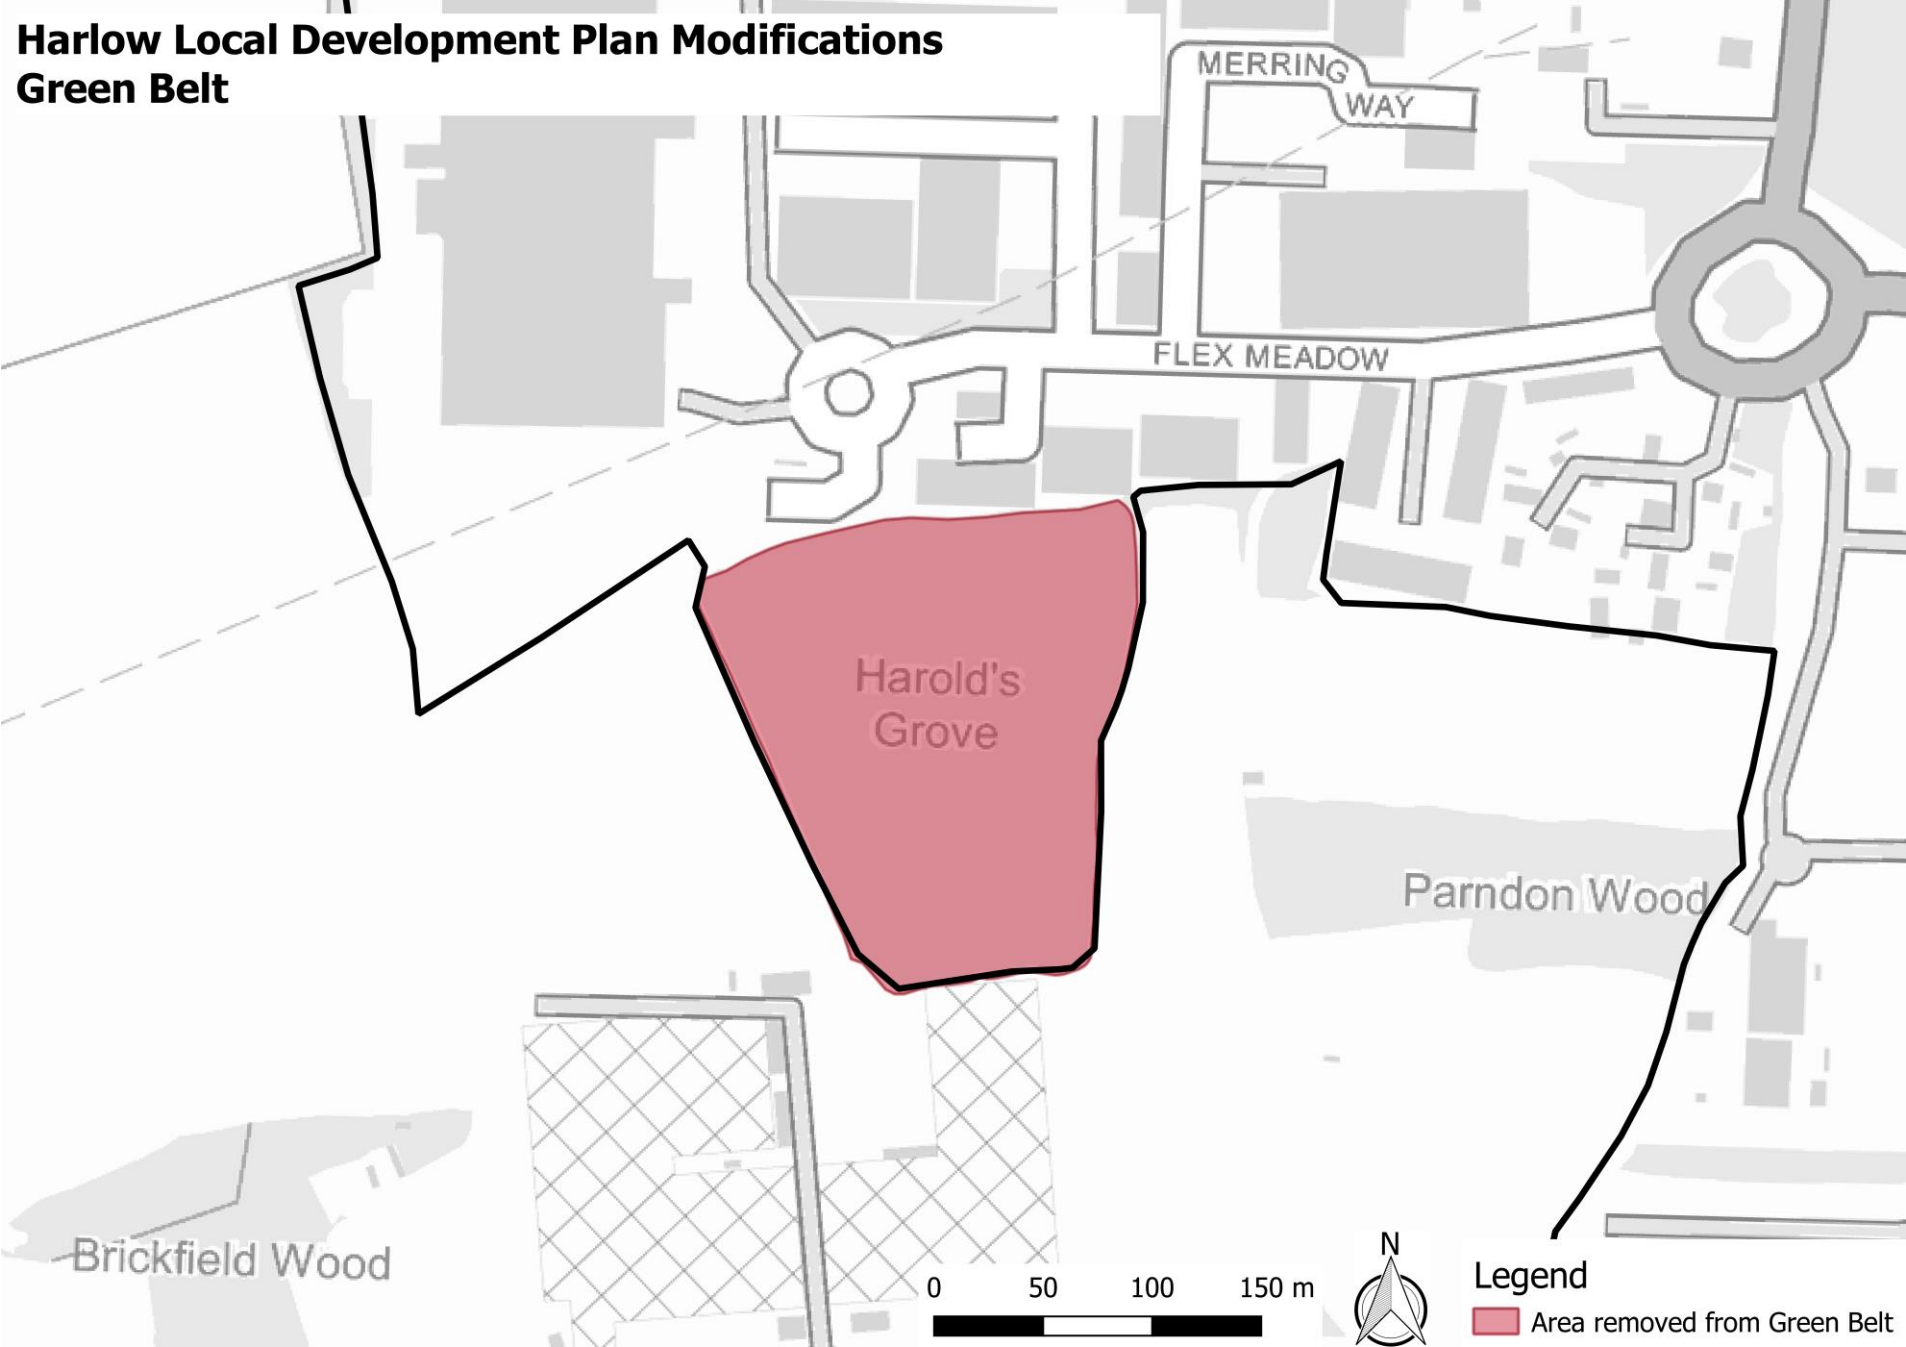 Harlow Local Development Plan Modifications
Green Belt
MERRING
WAY
FLEX MEADOW
Harold's
Grove
Parndon Wood
Brickfield Wood
0 50 100 150 m
N
Legend
Area removed from Green Belt